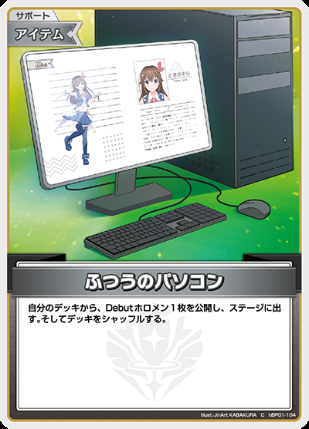 サポート
アイテム
ときのそら
ふつうのパソコン
自分のデッキから、Debutホロメン1枚を公開し、ステージに出
す。そしてデッキをシャッフルする。
Illust:JinArt KABAKURA C hBP01-104